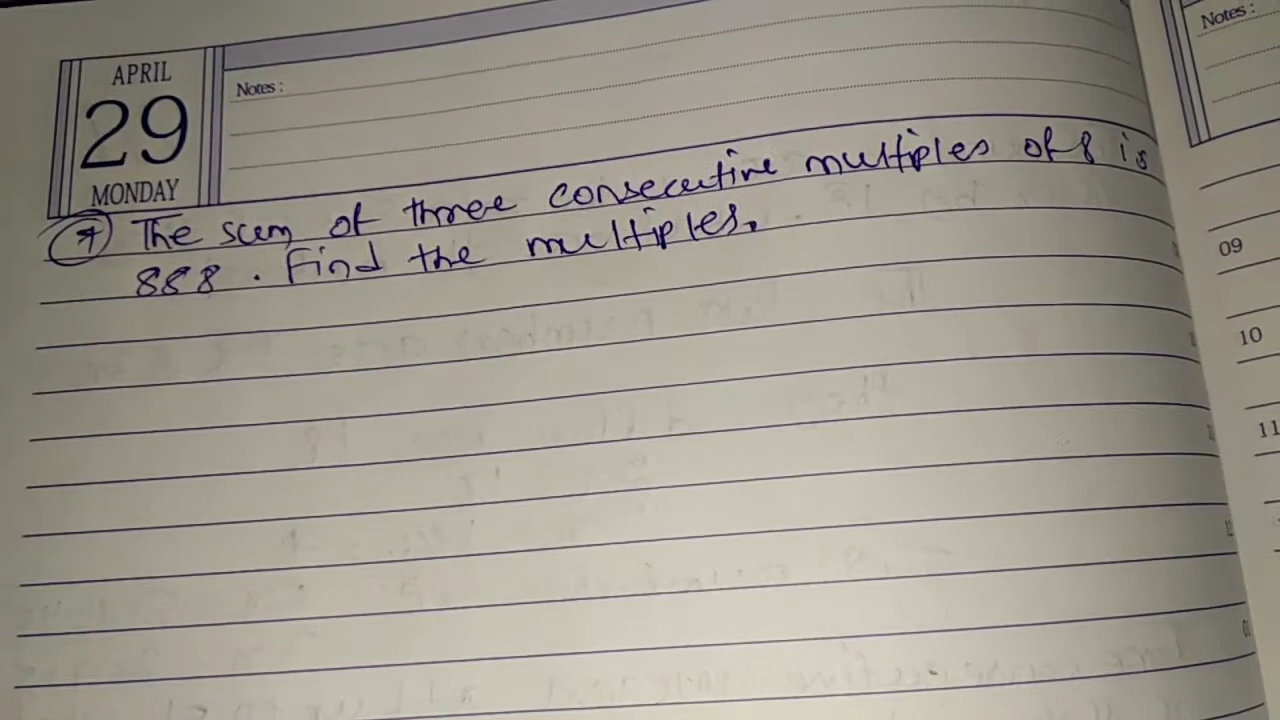 APRIL
29
MONDAY
Notes :
Notes :
7 The sum of three consecutive multiples of 8 is
888. Find the multiples.
09
10
11